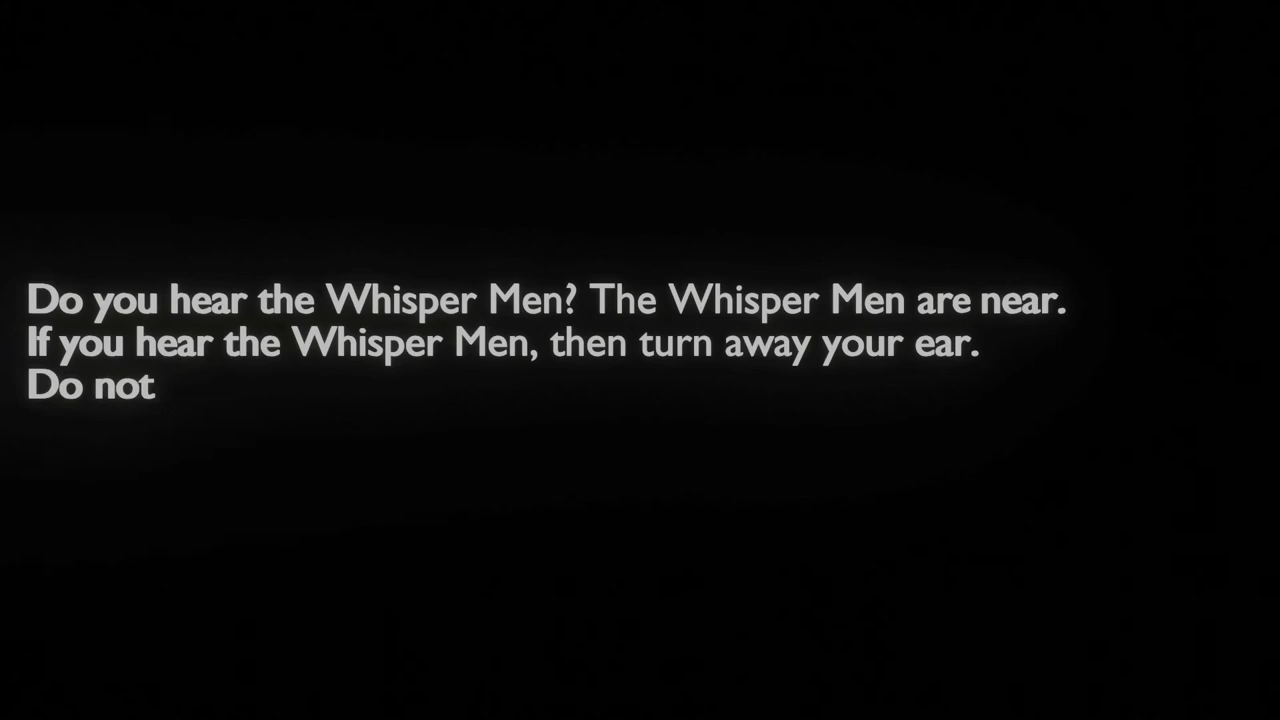 Do you hear the Whisper Men? The Whisper Men are near.
If you hear the Whisper Men, then turn away your ear.
Do not